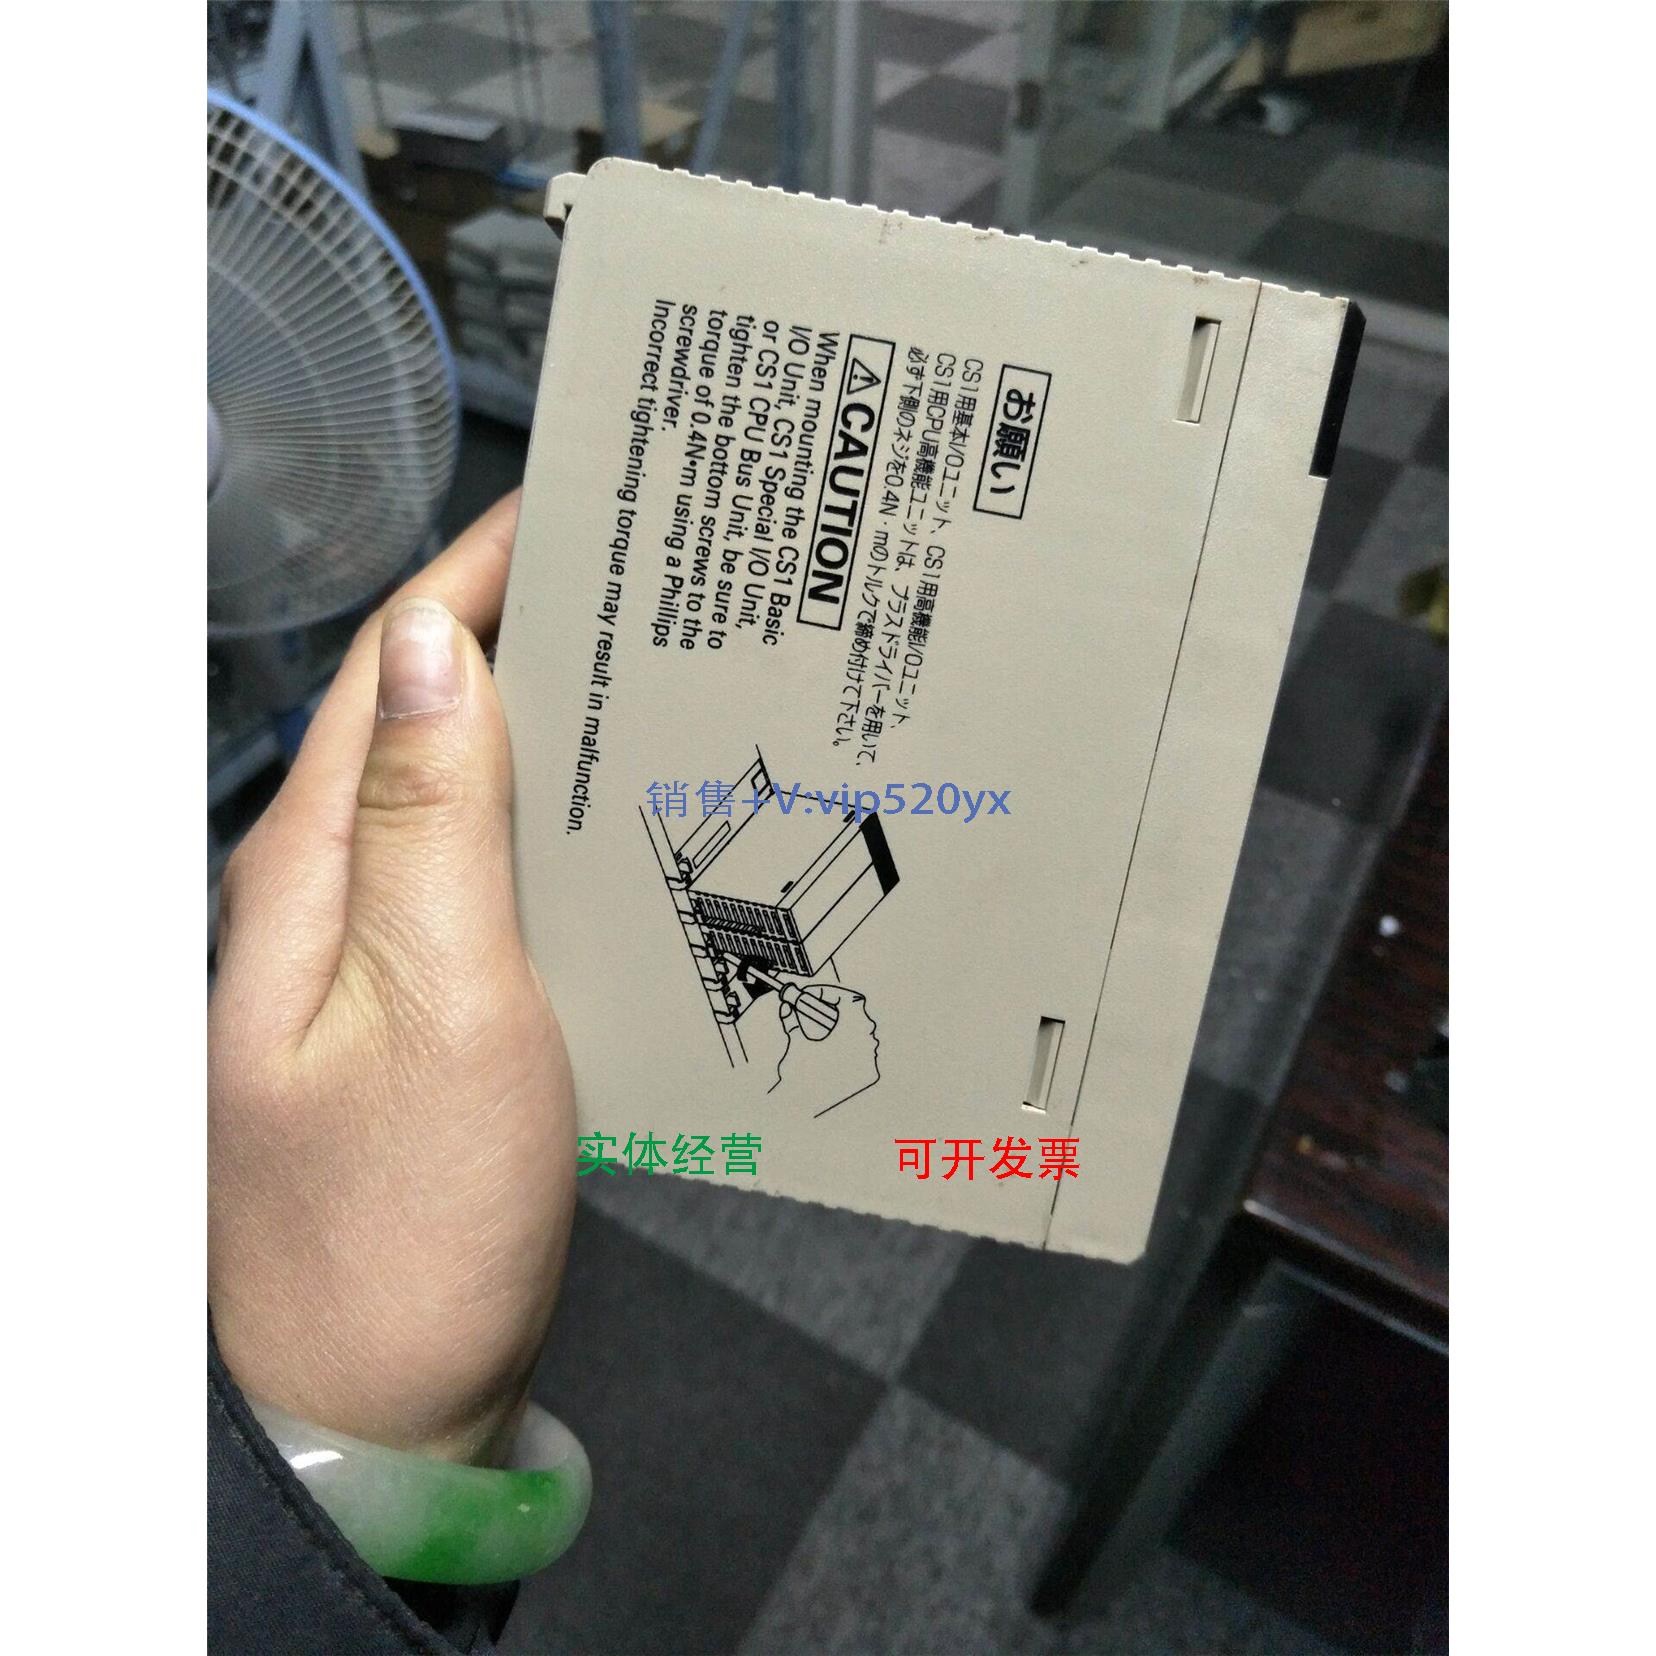 お願い
CS1用基本I/Oユニット、CS1用高機能I/Oユニット、
CS1用CPU高機能ユニットは、プラスドライバーを用いて、
必ず下側のネジを0.4N・mのトルクで締め付けて下さい。
⚠CAUTION
When mounting the CS1 Basic
I/O Unit, CS1 Special I/O Unit,
or CS1 CPU Bus Unit, be sure to
tighten the bottom screws to the
torque of 0.4N•m using a Phillips
screwdriver.
Incorrect tightening torque may result in malfunction.
销售+V:vip520yx
实体经营
可开发票